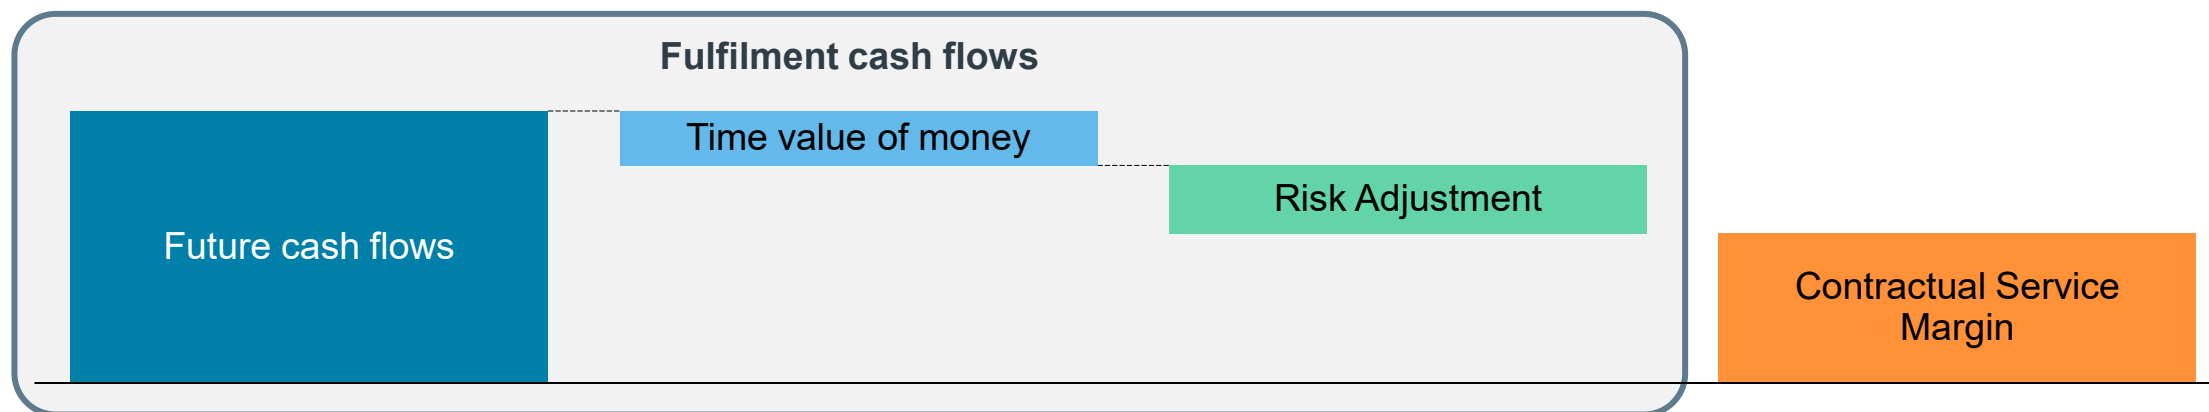 Fulfilment cash flows
Time value of money
Risk Adjustment
Future cash flows
Contractual Service
Margin